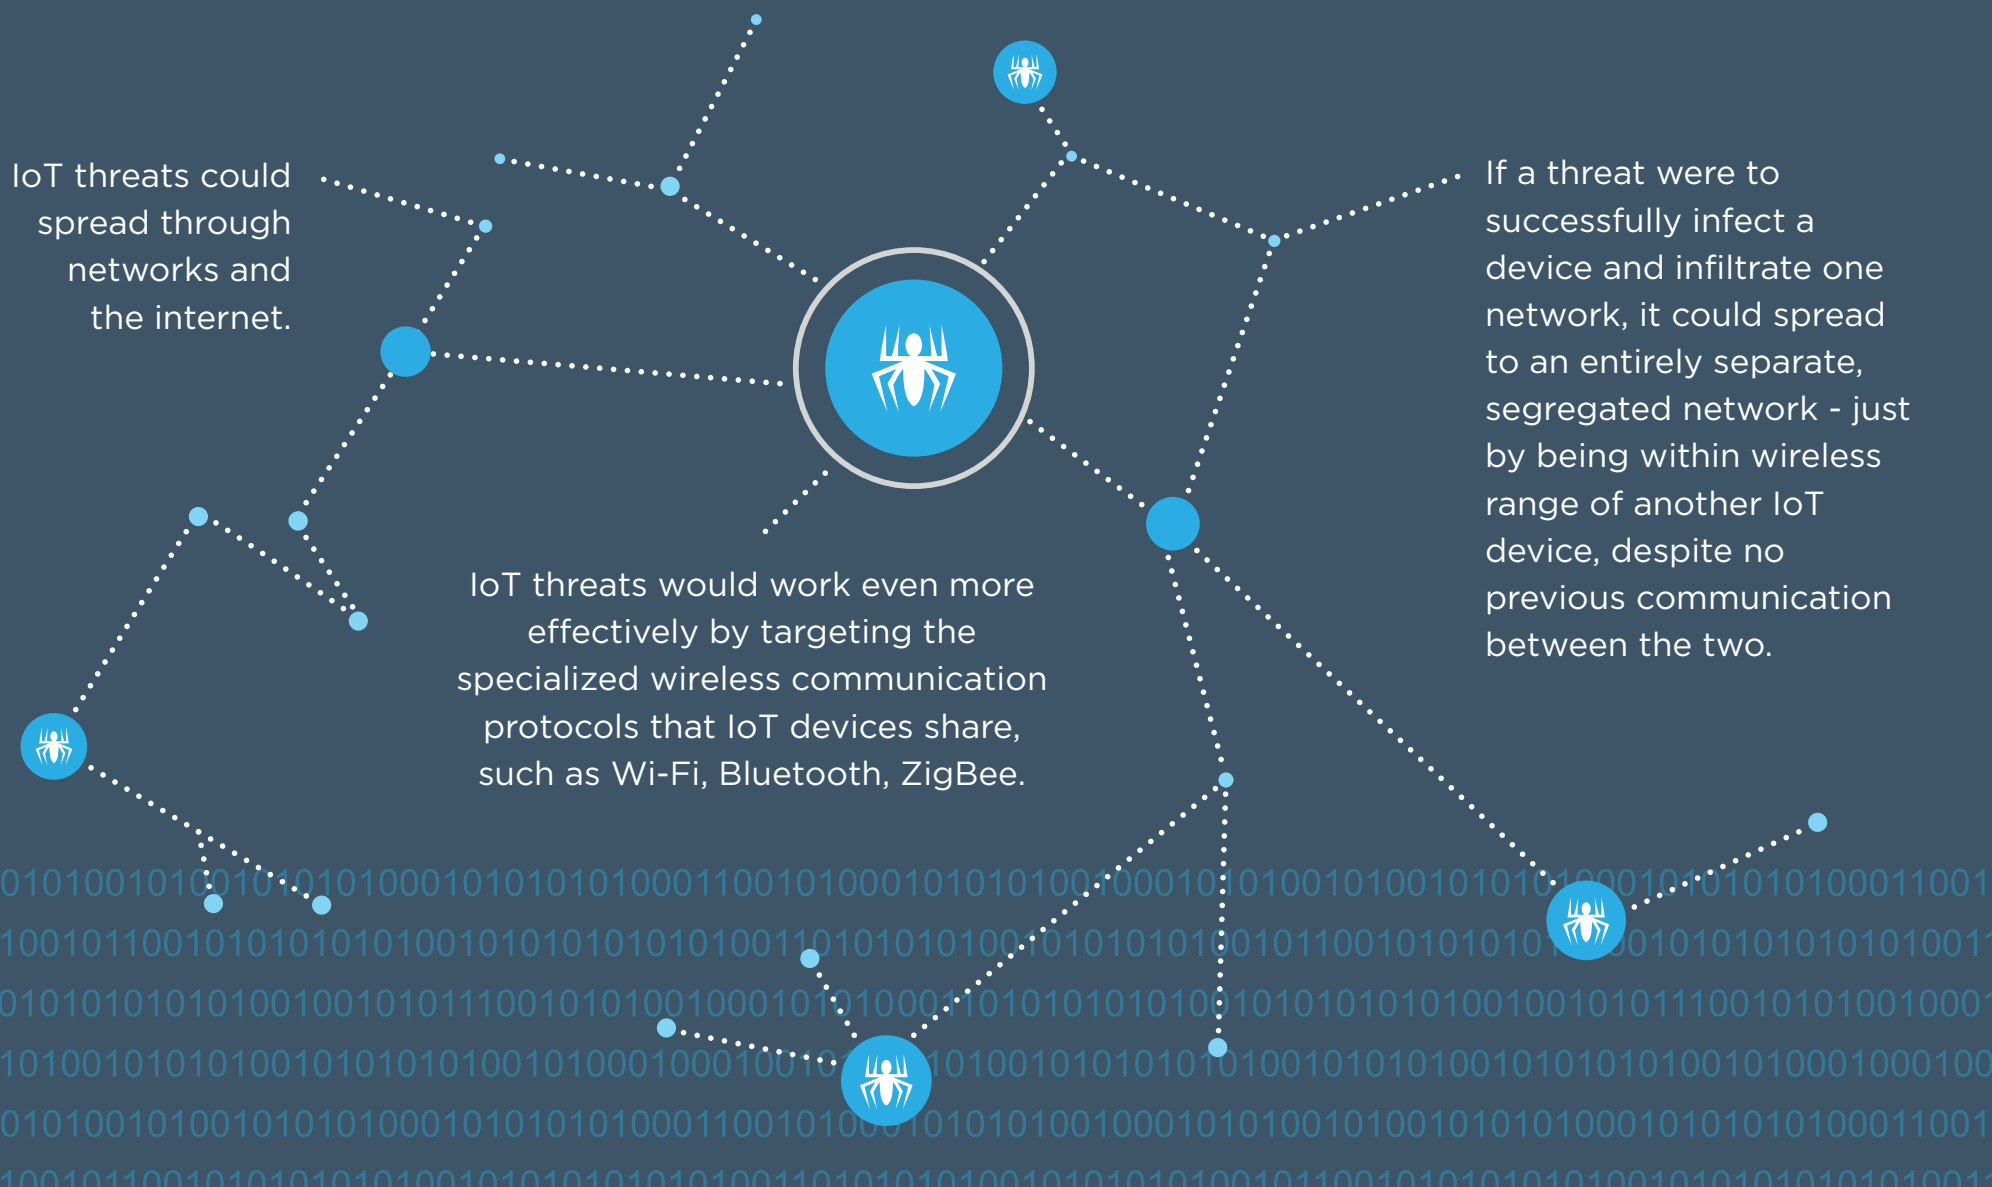 IoT threats could
spread through
networks and
the internet.
IoT threats would work even more
effectively by targeting the
specialized wireless communication
protocols that IoT devices share,
such as Wi-Fi, Bluetooth, ZigBee.
If a threat were to
successfully infect a
device and infiltrate one
network, it could spread
to an entirely separate,
segregated network - just
by being within wireless
range of another IoT
device, despite no
previous communication
between the two.